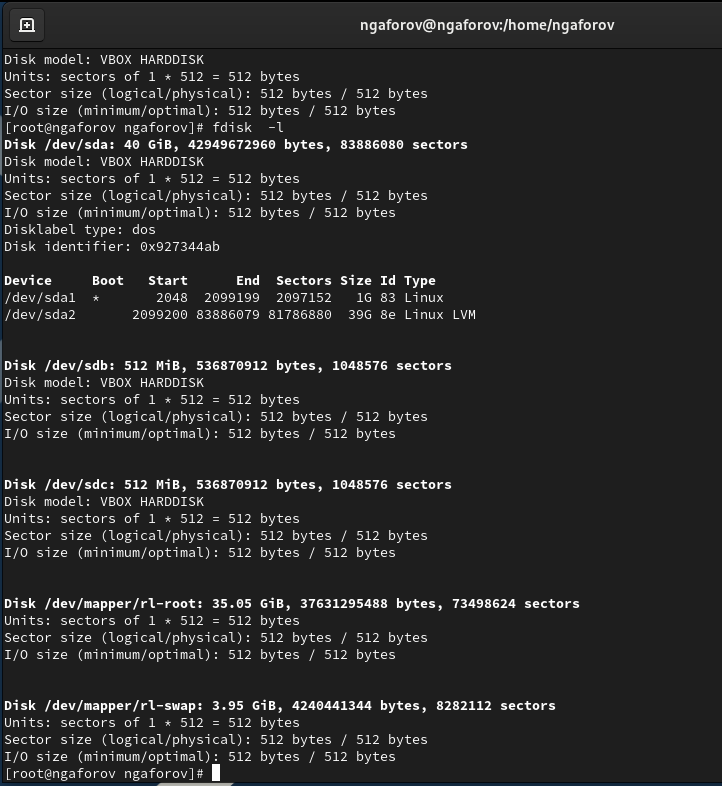 ngaforov@ngaforov:/home/ngaforov
Disk model: VBOX HARDDISK
Units: sectors of 1 * 512 = 512 bytes
Sector size (logical/physical): 512 bytes / 512 bytes
I/O size (minimum/optimal): 512 bytes / 512 bytes
[root@ngaforov ngaforov]# fdisk  -l
Disk /dev/sda: 40 GiB, 42949672960 bytes, 83886080 sectors
Disk model: VBOX HARDDISK
Units: sectors of 1 * 512 = 512 bytes
Sector size (logical/physical): 512 bytes / 512 bytes
I/O size (minimum/optimal): 512 bytes / 512 bytes
Disklabel type: dos
Disk identifier: 0x927344ab
Device     Boot   Start      End  Sectors Size Id Type
/dev/sda1  *       2048  2099199  2097152   1G 83 Linux
/dev/sda2       2099200 83886079 81786880  39G 8e Linux LVM
Disk /dev/sdb: 512 MiB, 536870912 bytes, 1048576 sectors
Disk model: VBOX HARDDISK
Units: sectors of 1 * 512 = 512 bytes
Sector size (logical/physical): 512 bytes / 512 bytes
I/O size (minimum/optimal): 512 bytes / 512 bytes
Disk /dev/sdc: 512 MiB, 536870912 bytes, 1048576 sectors
Disk model: VBOX HARDDISK
Units: sectors of 1 * 512 = 512 bytes
Sector size (logical/physical): 512 bytes / 512 bytes
I/O size (minimum/optimal): 512 bytes / 512 bytes
Disk /dev/mapper/rl-root: 35.05 GiB, 37631295488 bytes, 73498624 sectors
Units: sectors of 1 * 512 = 512 bytes
Sector size (logical/physical): 512 bytes / 512 bytes
I/O size (minimum/optimal): 512 bytes / 512 bytes
Disk /dev/mapper/rl-swap: 3.95 GiB, 4240441344 bytes, 8282112 sectors
Units: sectors of 1 * 512 = 512 bytes
Sector size (logical/physical): 512 bytes / 512 bytes
I/O size (minimum/optimal): 512 bytes / 512 bytes
[root@ngaforov ngaforov]#